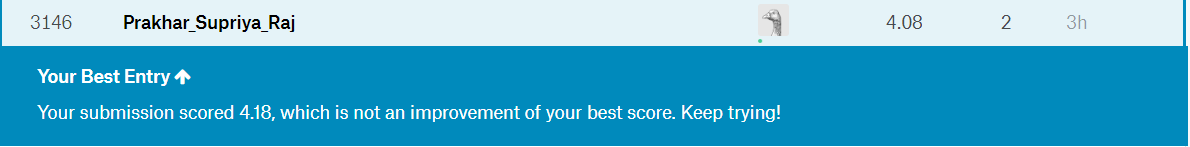 3146 Prakhar_Supriya_Raj 4.08 2 3h
Your Best Entry ↑
Your submission scored 4.18, which is not an improvement of your best score. Keep trying!